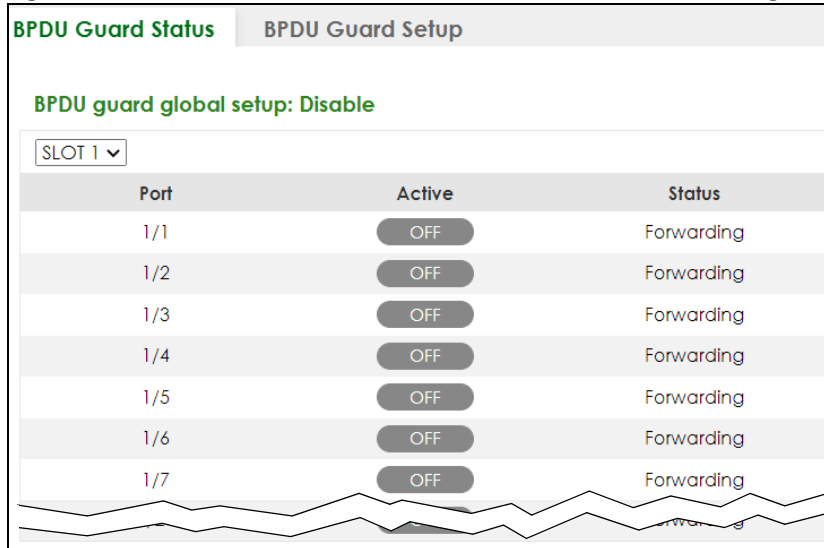 BPDU Guard Status BPDU Guard Setup
BPDU guard global setup: Disable
SLOT 1
Port Active Status
1/1 OFF Forwarding
1/2 OFF Forwarding
1/3 OFF Forwarding
1/4 OFF Forwarding
1/5 OFF Forwarding
1/6 OFF Forwarding
1/7 OFF Forwarding